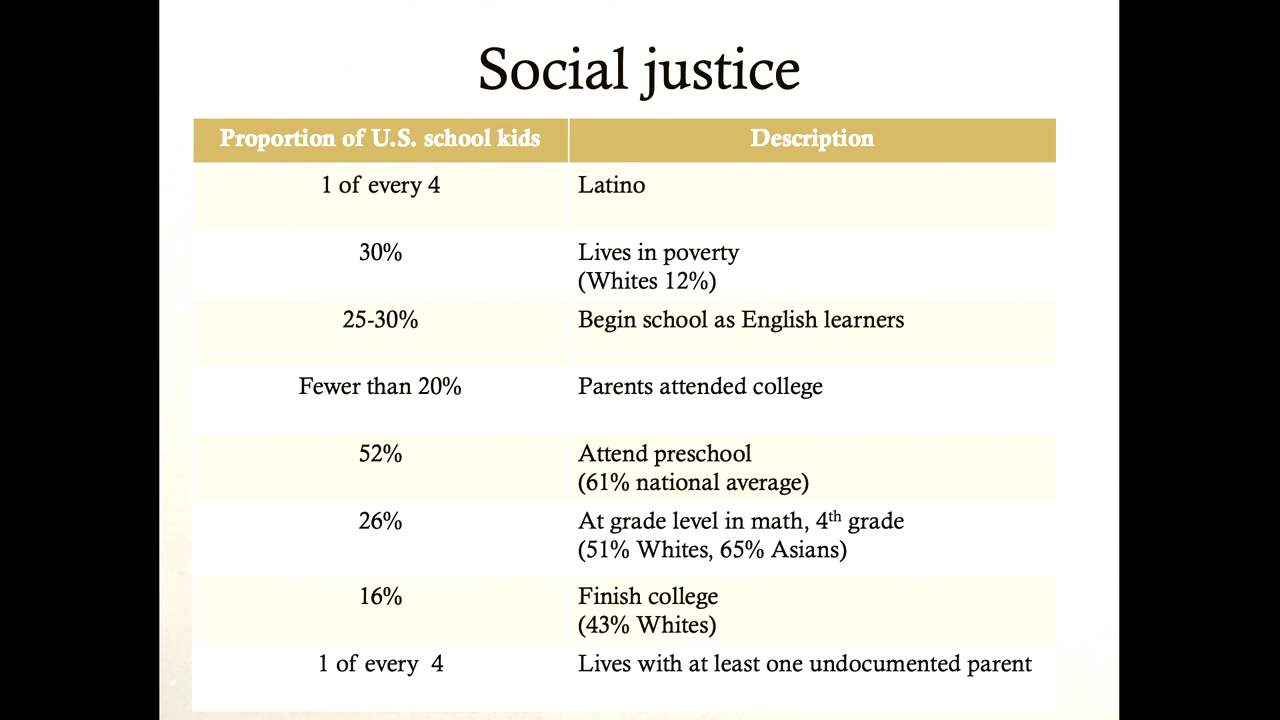 Social justice
Proportion of U.S. school kids Description
1 of every 4 Latino
30% Lives in poverty
(Whites 12%)
25-30% Begin school as English learners
Fewer than 20% Parents attended college
52% Attend preschool
(61% national average)
26% At grade level in math, 4th grade
(51% Whites, 65% Asians)
16% Finish college
(43% Whites)
1 of every 4 Lives with at least one undocumented parent